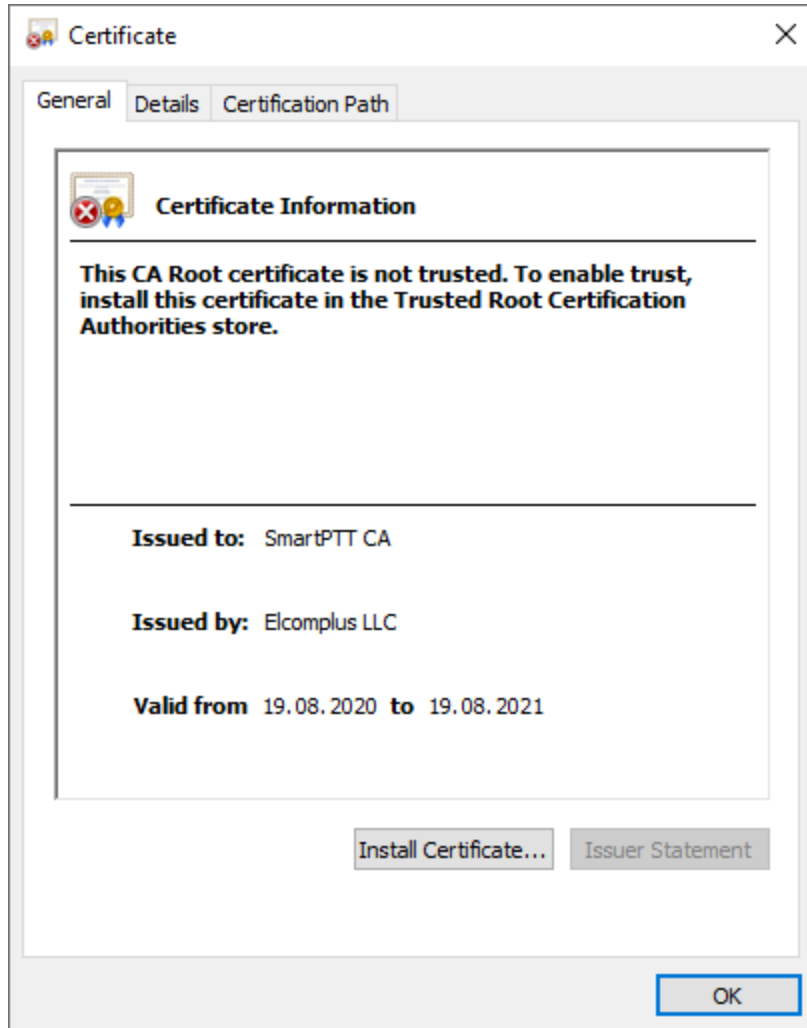 Certificate
General Details Certification Path
Certificate Information
This CA Root certificate is not trusted. To enable trust,
install this certificate in the Trusted Root Certification
Authorities store.
Issued to: SmartPTT CA
Issued by: Elcomplus LLC
Valid from 19.08.2020 to 19.08.2021
Install Certificate... Issuer Statement
OK